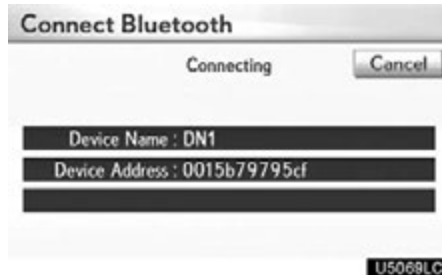 Connect Bluetooth
Connecting
Cancel
Device Name : DN1
Device Address : 0015b79795cf
U5069LC